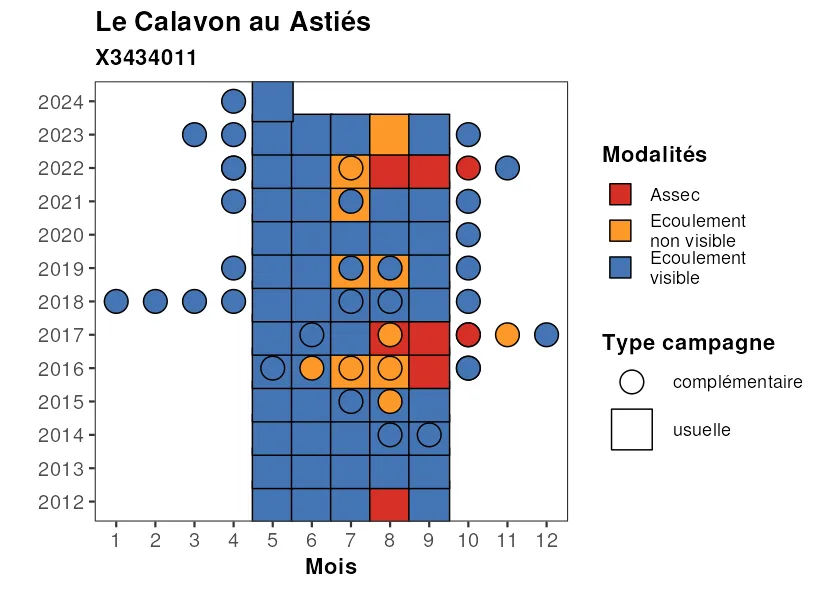 Le Calavon au Astiés
X3434011
2024
2023
2022
2021
2020
2019
2018
2017
2016
2015
2014
2013
2012
1 2 3 4 5 6 7 8 9 10 11 12
Mois
Modalités
Assec
Ecoulement
non visible
Ecoulement
visible
Type campagne
complémentaire
usuelle